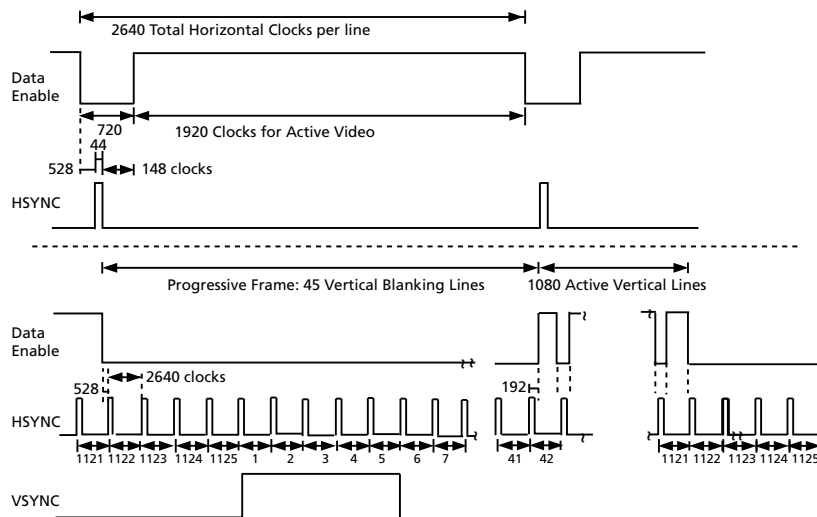 2640 Total Horizontal Clocks per line
Data
Enable
720
1920 Clocks for Active Video
44
528
148 clocks
HSYNC
Progressive Frame: 45 Vertical Blanking Lines
1080 Active Vertical Lines
Data
Enable
528
2640 clocks
192
HSYNC
1121 1122 1123 1124 1125 1 2 3 4 5 6 7 41 42 1121 1122 1123 1124 1125
VSYNC